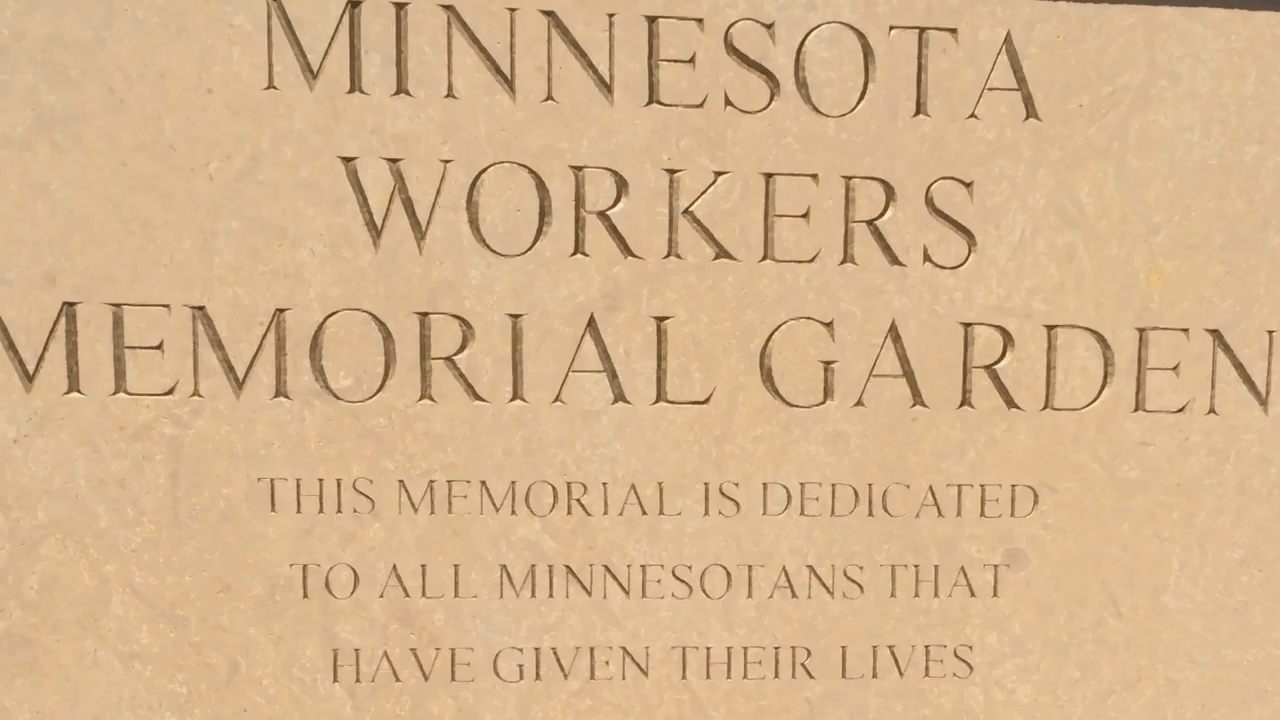 MINNESOTA
WORKERS
MEMORIAL GARDEN
THIS MEMORIAL IS DEDICATED
TO ALL MINNESOTANS THAT
HAVE GIVEN THEIR LIVES